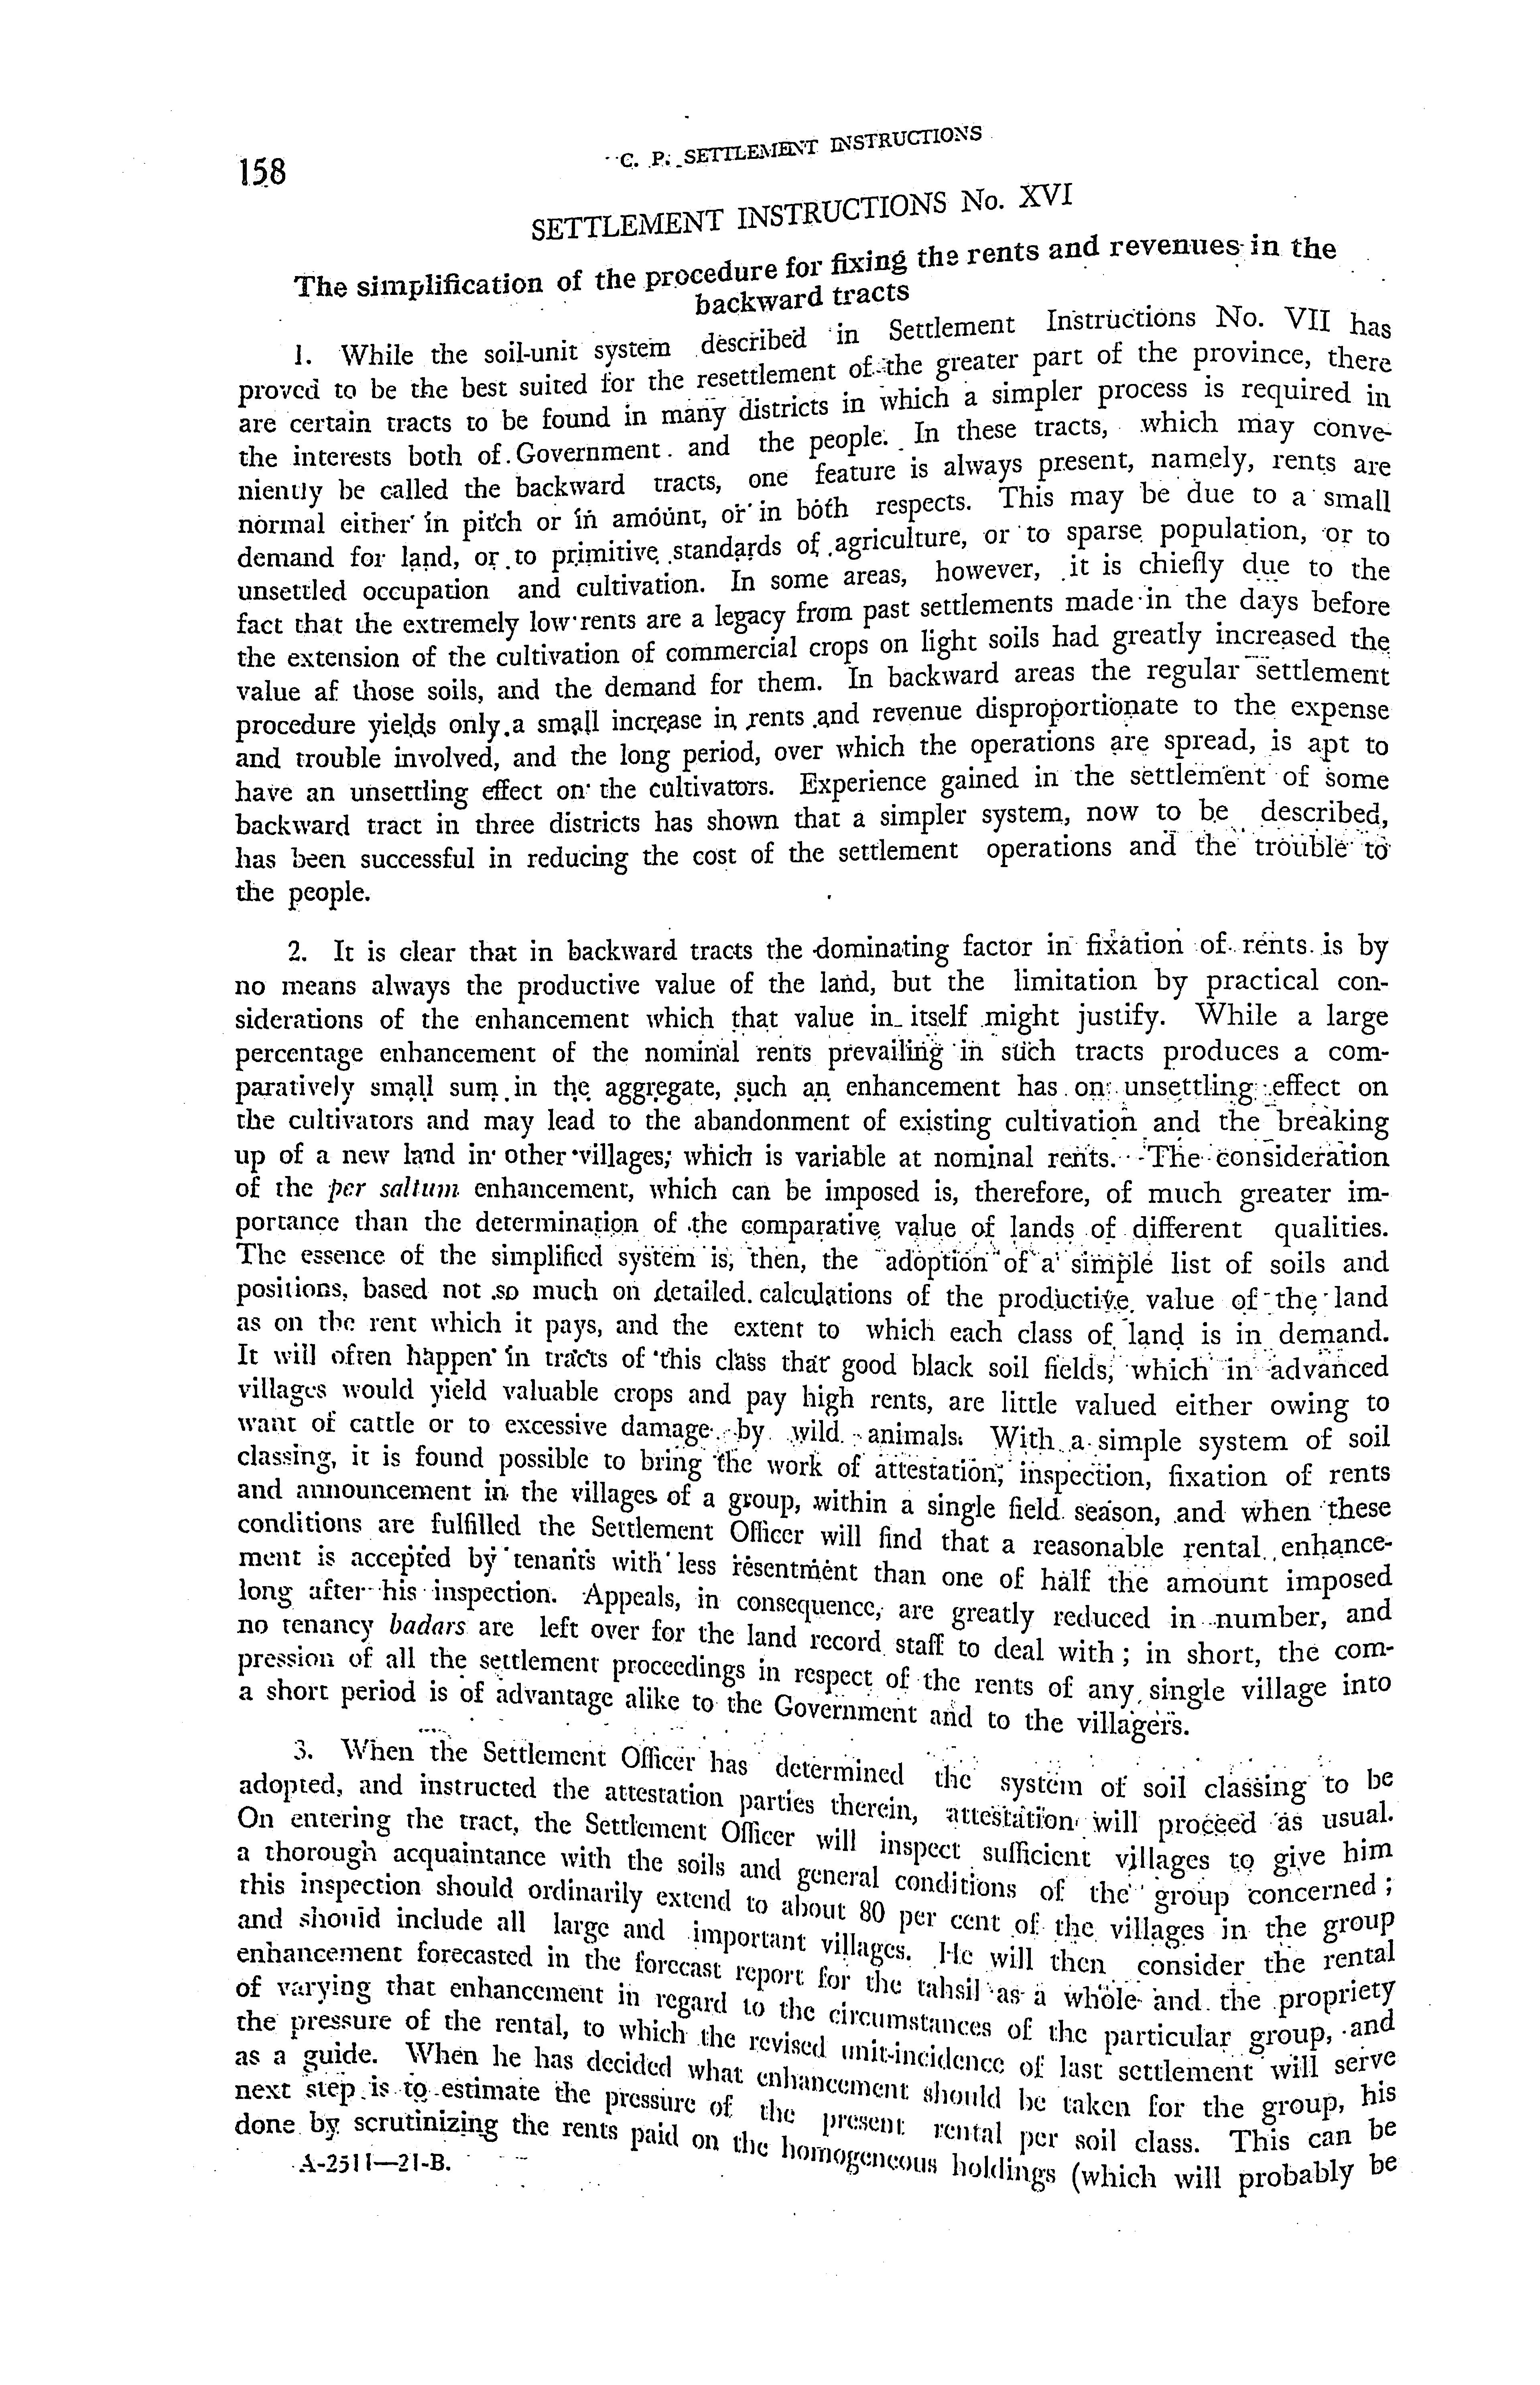 158
C. P. SETTLEMENT INSTRUCTIONS
SETTLEMENT INSTRUCTIONS No. XVI
The simplification of the procedure for fixing the rents and revenues in the
backward tracts
1. While the soil-unit system described in Settlement Instructions No. VII has
proved to be the best suited for the resettlement of the greater part of the province, there
are certain tracts to be found in many districts in which a simpler process is required in
the interests both of Government and the people. In these tracts, which may conve-
niently be called the backward tracts, one feature is always present, namely, rents are
normal either in pitch or in amount, or in both respects. This may be due to a small
demand for land, or to primitive standards of agriculture, or to sparse population, or to
unsettled occupation and cultivation. In some areas, however, it is chiefly due to the
fact that the extremely low rents are a legacy from past settlements made in the days before
the extension of the cultivation of commercial crops on light soils had greatly increased the
value af those soils, and the demand for them. In backward areas the regular settlement
procedure yields only a small increase in rents and revenue disproportionate to the expense
and trouble involved, and the long period, over which the operations are spread, is apt to
have an unsettling effect on the cultivators. Experience gained in the settlement of some
backward tract in three districts has shown that a simpler system, now to be described,
has been successful in reducing the cost of the settlement operations and the trouble to
the people.
2. It is clear that in backward tracts the dominating factor in fixation of rents is by
no means always the productive value of the land, but the limitation by practical con-
siderations of the enhancement which that value in itself might justify. While a large
percentage enhancement of the nominal rents prevailing in such tracts produces a com-
paratively small sum in the aggregate, such an enhancement has on unsettling effect on
the cultivators and may lead to the abandonment of existing cultivation and the breaking
up of a new land in other villages; which is variable at nominal rents. The consideration
of the per saltum enhancement, which can be imposed is, therefore, of much greater im-
portance than the determination of the comparative value of lands of different qualities.
The essence of the simplified system is, then, the adoption of a simple list of soils and
positions, based not so much on detailed calculations of the productive value of the land
as on the rent which it pays, and the extent to which each class of land is in demand.
It will often happen in tracts of this class that good black soil fields, which in advanced
villages would yield valuable crops and pay high rents, are little valued either owing to
want of cattle or to excessive damage by wild animals. With a simple system of soil
classing, it is found possible to bring the work of attestation, inspection, fixation of rents
and announcement in the villages of a group, within a single field season, and when these
conditions are fulfilled the Settlement Officer will find that a reasonable rental enhance-
ment is accepted by tenants with less resentment than one of half the amount imposed
long after his inspection. Appeals, in consequence, are greatly reduced in number, and
no tenancy badars are left over for the land record staff to deal with; in short, the com-
pression of all the settlement proceedings in respect of the rents of any single village into
a short period is of advantage alike to the Government and to the villagers.
3. When the Settlement Officer has determined the system of soil classing to be
adopted, and instructed the attestation parties therein, attestation will proceed as usual.
On entering the tract, the Settlement Officer will inspect sufficient villages to give him
a thorough acquaintance with the soils and general conditions of the group concerned;
this inspection should ordinarily extend to about 80 per cent of the villages in the group
and should include all large and important villages. He will then consider the rental
enhancement forecasted in the forecast report for the tahsil as a whole and the propriety
of varying that enhancement in regard to the circumstances of the particular group, and
the pressure of the rental, to which the revised unit-incidence of last settlement will serve
as a guide. When he has decided what enhancement should be taken for the group, his
next step is to estimate the pressure of the present rental per soil class. This can be
done by scrutinizing the rents paid on the homogeneous holdings (which will probably be
A-2511—21-B.